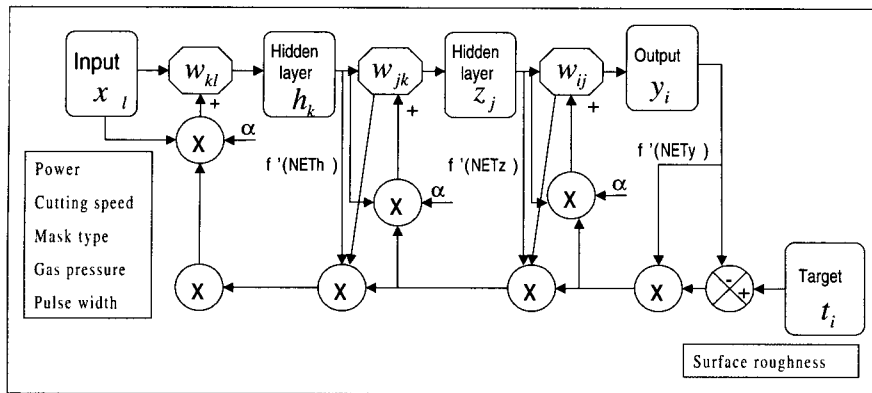 Input
x l
w kl
Hidden
layer
h k
w jk
Hidden
layer
z j
w ij
Output
y i
+
+
+
X
α
f '(NETh )
f '(NETz )
f '(NETy )
X
α
X
α
Power
Cutting speed
Mask type
Gas pressure
Pulse width
X
X
X
X
-
+
Target
t i
Surface roughness